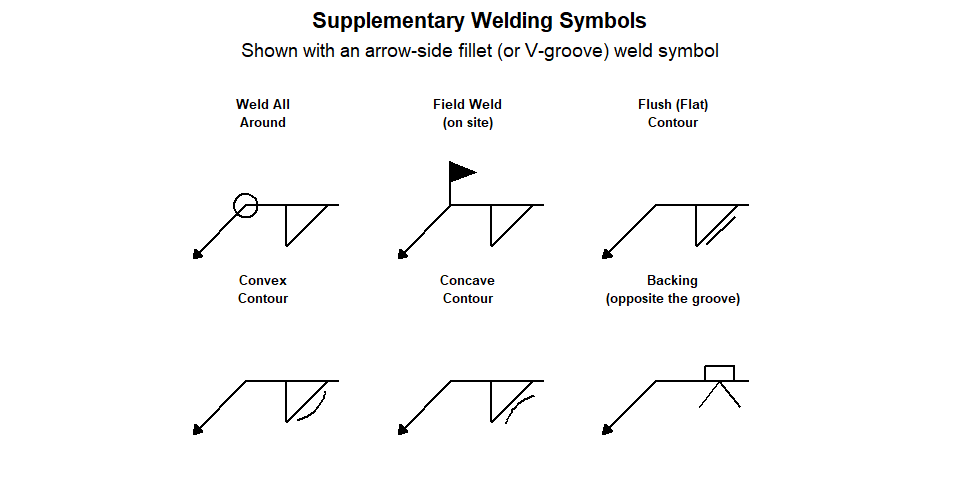 Supplementary Welding Symbols
Shown with an arrow-side fillet (or V-groove) weld symbol
Weld All
Around
Field Weld
(on site)
Flush (Flat)
Contour
Convex
Contour
Concave
Contour
Backing
(opposite the groove)